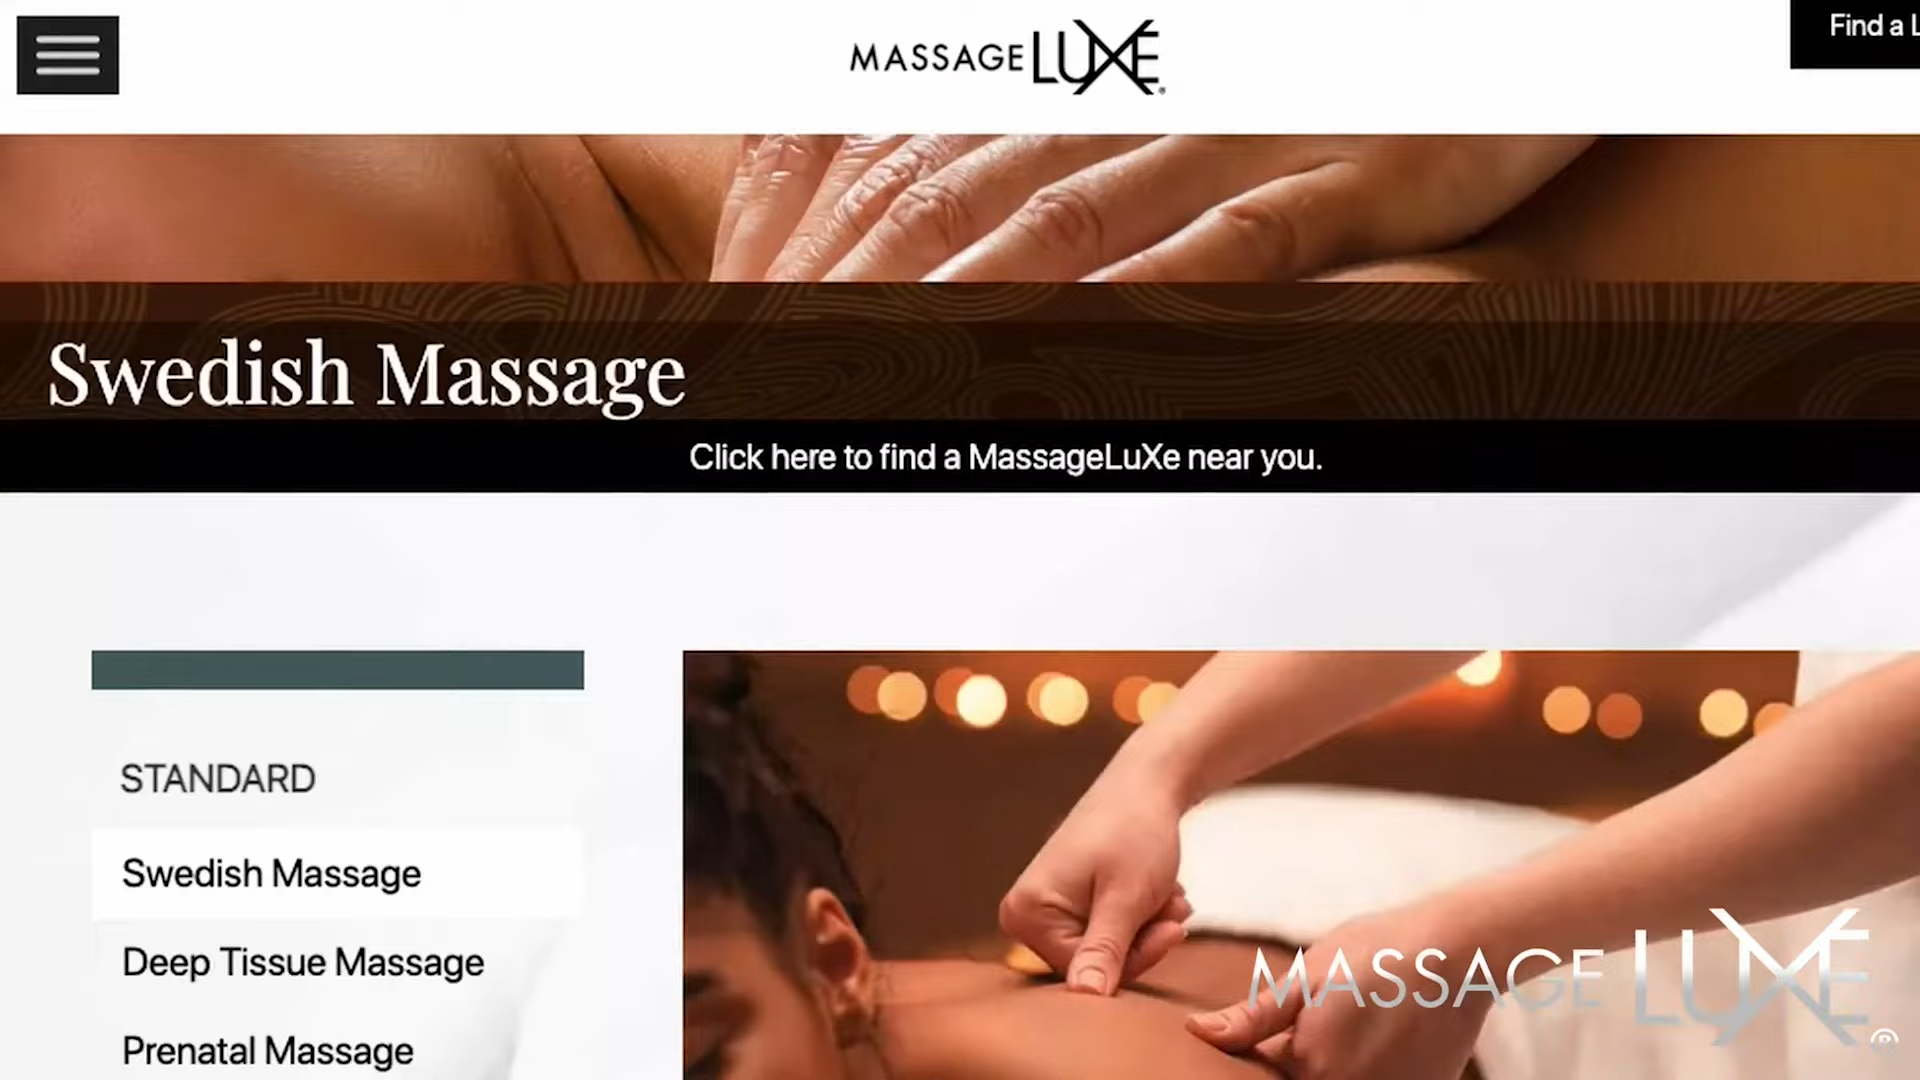 MASSAGE LUXE®
Find a L
Swedish Massage
Click here to find a MassageLuXe near you.
STANDARD
Swedish Massage
Deep Tissue Massage
Prenatal Massage
MASSAGE LUXE®